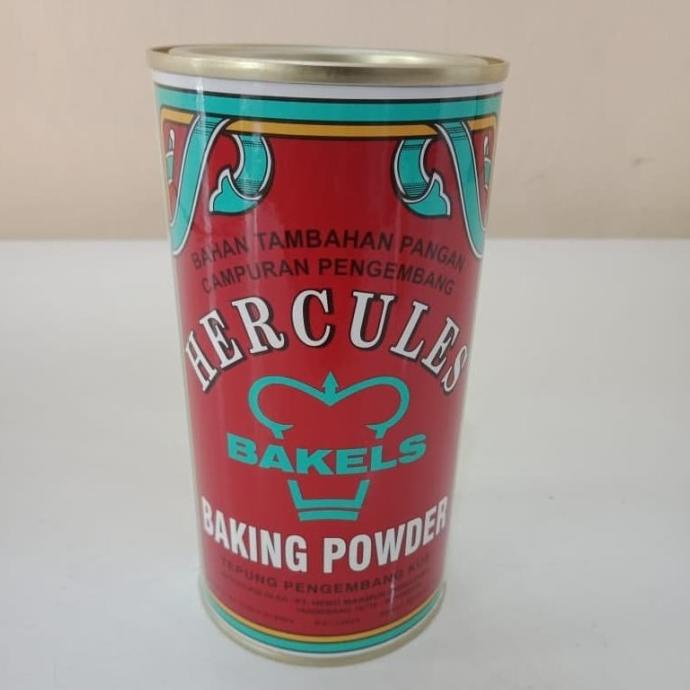 BAHAN TAMBAHAN PANGAN
CAMPURAN PENGEMBANG
HERCULES
BAKELS
BAKING POWDER
TEPUNG PENGEMBANG KUE